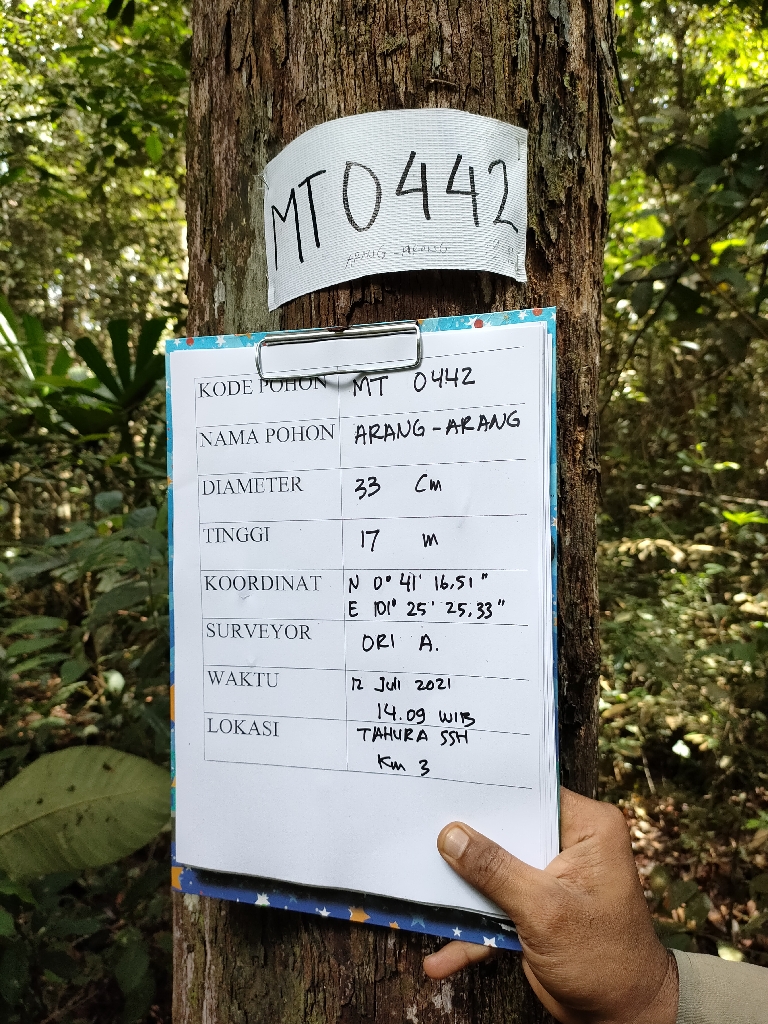 MT 0442
ARANG - ARANG
KODE POHON MT 0442
NAMA POHON ARANG - ARANG
DIAMETER 33 Cm
TINGGI 17 m
KOORDINAT N 0° 41' 16.51"
E 101° 25' 25.33"
SURVEYOR ORI A.
WAKTU 12 Juli 2021
14.09 WIB
LOKASI TAHURA SSH
Km 3